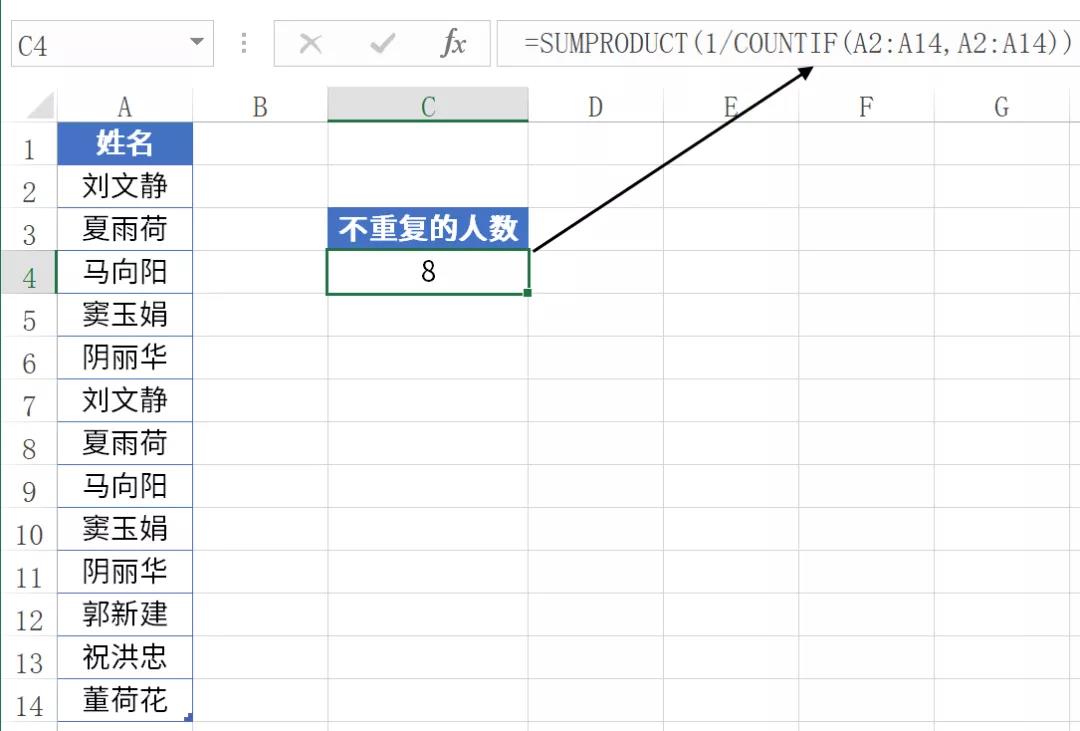 C4 fx =SUMPRODUCT(1/COUNTIF(A2:A14,A2:A14))
A B C D E F G
1 姓名
2 刘文静
3 夏雨荷 不重复的人数
4 马向阳 8
5 窦玉娟
6 阴丽华
7 刘文静
8 夏雨荷
9 马向阳
10 窦玉娟
11 阴丽华
12 郭新建
13 祝洪忠
14 董荷花